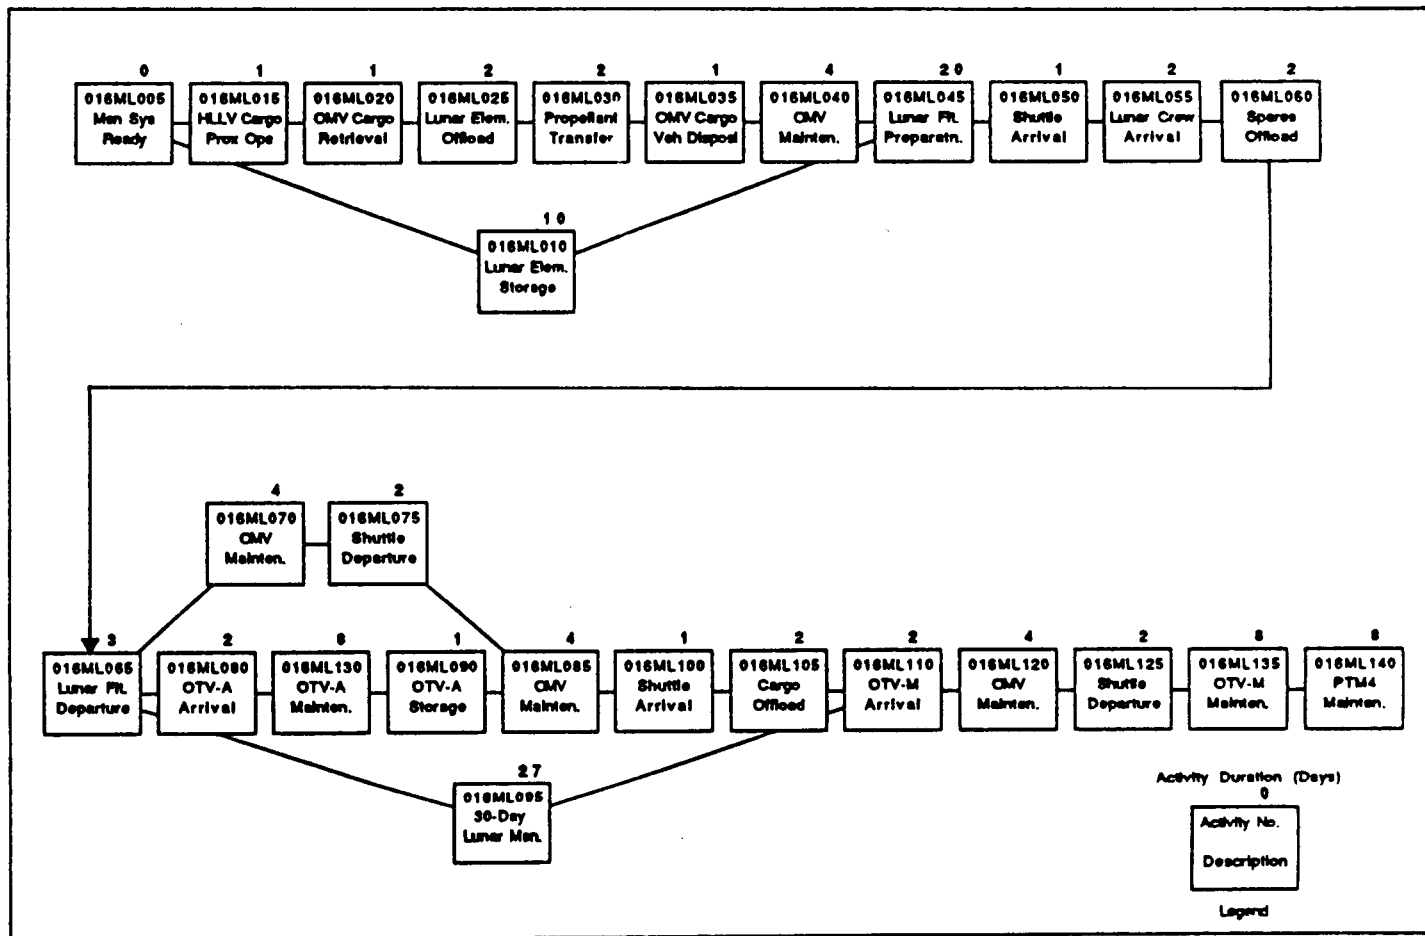 0
016ML005
Msn Sys
Ready
1
016ML015
HLLV Cargo
Prox Ops
1
016ML020
OMV Cargo
Retrieval
2
016ML025
Lunar Elem.
Offload
2
016ML030
Propellant
Transfer
1
016ML035
OMV Cargo
Veh Disposl
4
016ML040
OMV
Mainten.
20
016ML045
Lunar Flt.
Preparatn.
1
016ML050
Shuttle
Arrival
2
016ML055
Lunar Crew
Arrival
2
016ML060
Spares
Offload
10
016ML010
Lunar Elem.
Storage
4
016ML070
OMV
Mainten.
2
016ML075
Shuttle
Departure
3
016ML065
Lunar Flt.
Departure
2
016ML080
OTV-A
Arrival
016ML130
OTV-A
Mainten.
1
016ML090
OTV-A
Storage
4
016ML085
OMV
Mainten.
1
016ML100
Shuttle
Arrival
2
016ML105
Cargo
Offload
2
016ML110
OTV-M
Arrival
4
016ML120
OMV
Mainten.
2
016ML125
Shuttle
Departure
016ML135
OTV-M
Mainten.
016ML140
PTM4
Mainten.
27
016ML095
30-Day
Lunar Msn.
Activity Duration (Days)
0
Activity No.
Description
Legend